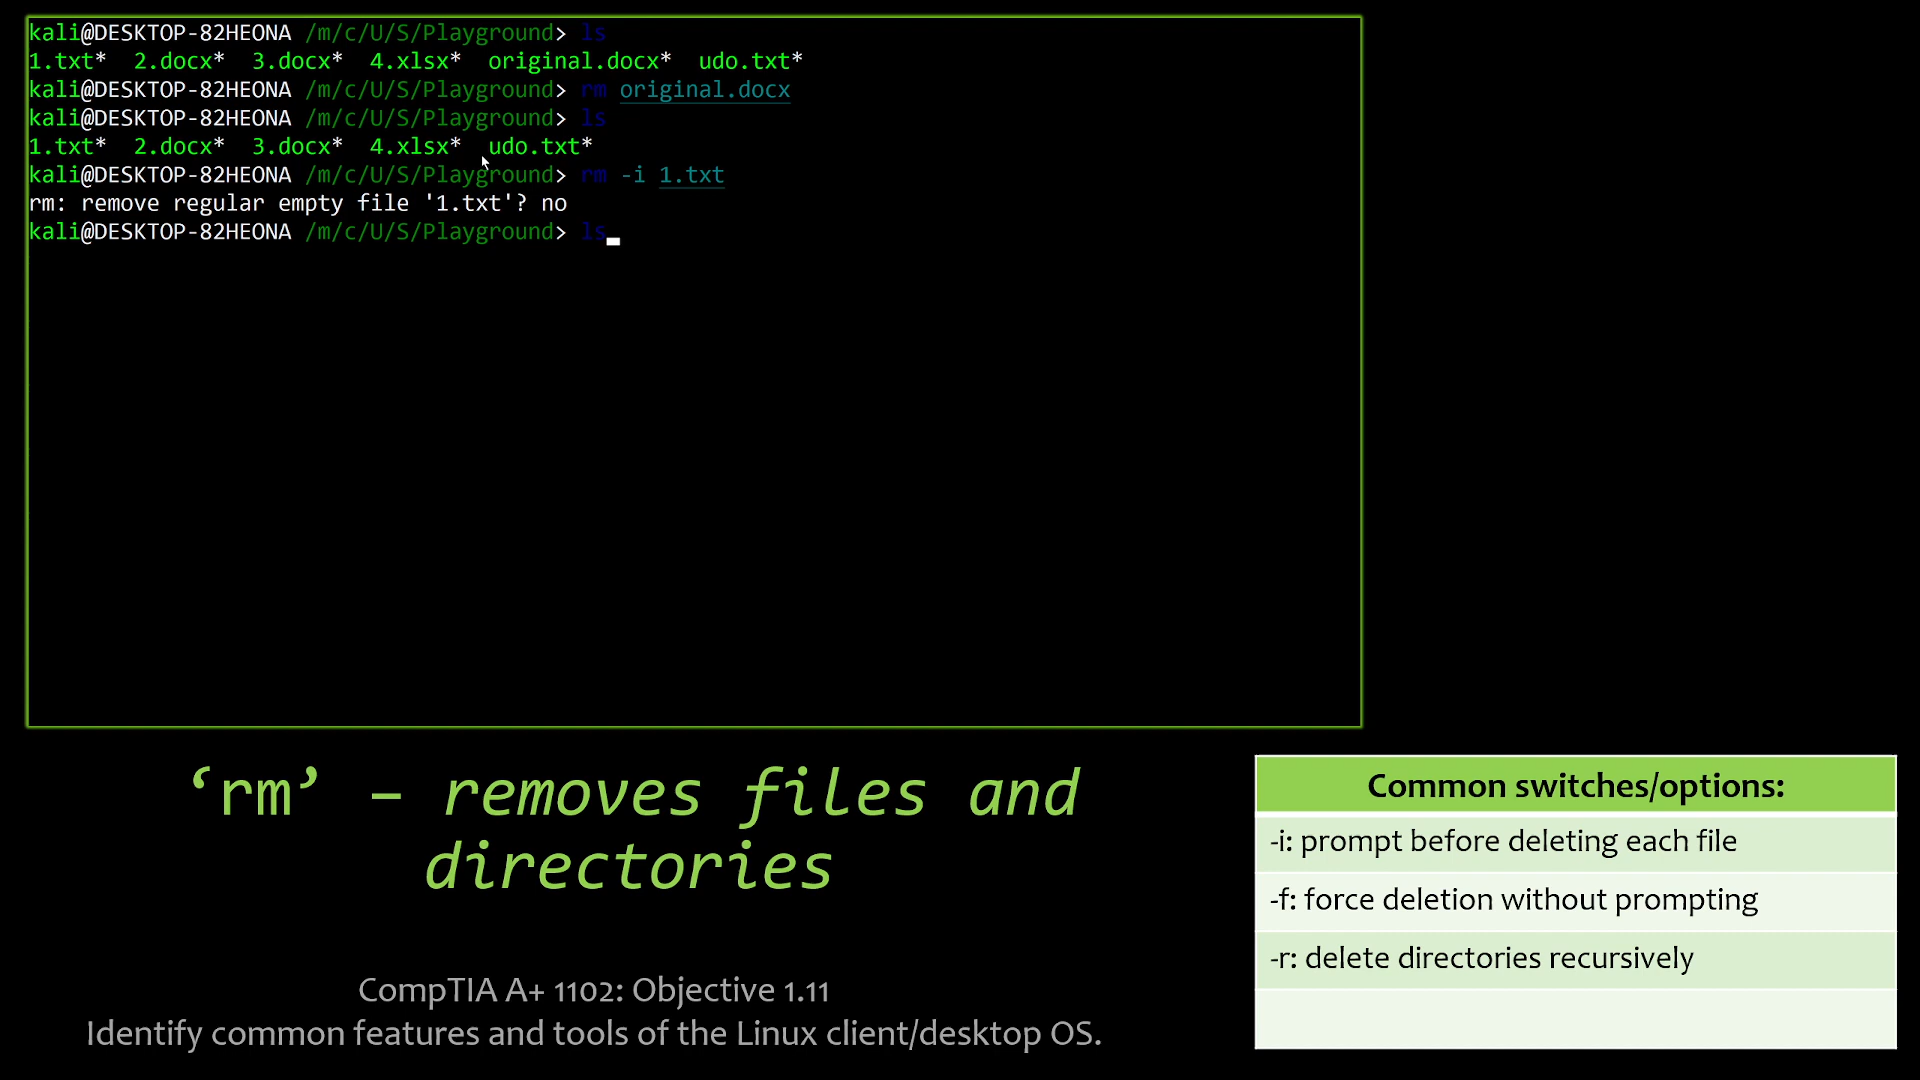 kali@DESKTOP-82HEONA /m/c/U/S/Playground> ls
1.txt*  2.docx*  3.docx*  4.xlsx*  original.docx*  udo.txt*
kali@DESKTOP-82HEONA /m/c/U/S/Playground> rm original.docx
kali@DESKTOP-82HEONA /m/c/U/S/Playground> ls
1.txt*  2.docx*  3.docx*  4.xlsx*  udo.txt*
kali@DESKTOP-82HEONA /m/c/U/S/Playground> rm -i 1.txt
rm: remove regular empty file '1.txt'? no
kali@DESKTOP-82HEONA /m/c/U/S/Playground> ls
‘rm’ – removes files and
directories
CompTIA A+ 1102: Objective 1.11
Identify common features and tools of the Linux client/desktop OS.
Common switches/options:
-i: prompt before deleting each file
-f: force deletion without prompting
-r: delete directories recursively